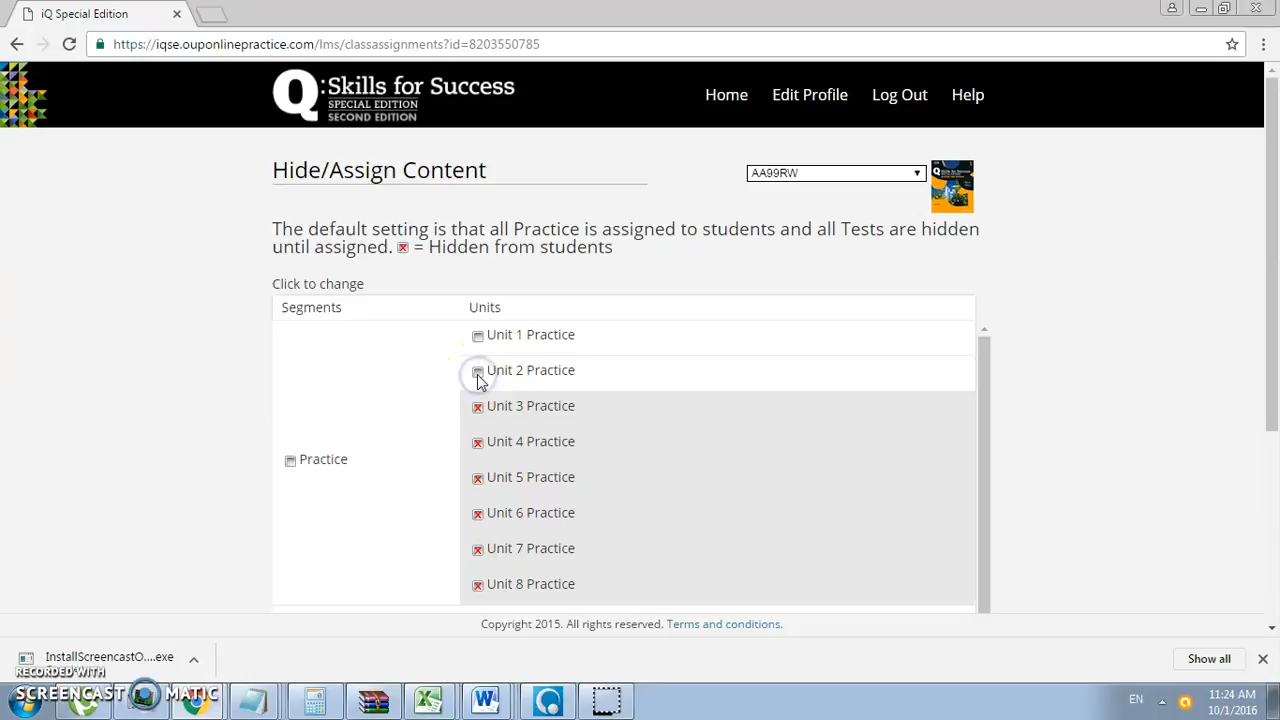 iQ Special Edition
https://iqse.ouponlinepractice.com/lms/classassignments?id=8203550785
Q:Skills for Success
SPECIAL EDITION
SECOND EDITION
Home Edit Profile Log Out Help
Hide/Assign Content
AA99RW
The default setting is that all Practice is assigned to students and all Tests are hidden
until assigned. = Hidden from students
Click to change
Segments Units
Unit 1 Practice
Unit 2 Practice
Unit 3 Practice
Unit 4 Practice
Practice
Unit 5 Practice
Unit 6 Practice
Unit 7 Practice
Unit 8 Practice
Copyright 2015. All rights reserved. Terms and conditions.
InstallScreencastO....exe
Show all
RECORDED WITH
SCREENCAST MATIC
EN
11:24 AM
10/1/2016